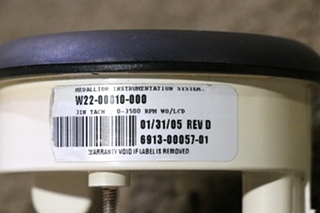 MEDALLION INSTRUMENTATION SYSTEMS
W22-00010-000
3IN TACH 0-3500 RPM WO/LCD
01/31/05 REV D
6913-00057-01
WARRANTY VOID IF LABEL IS REMOVED